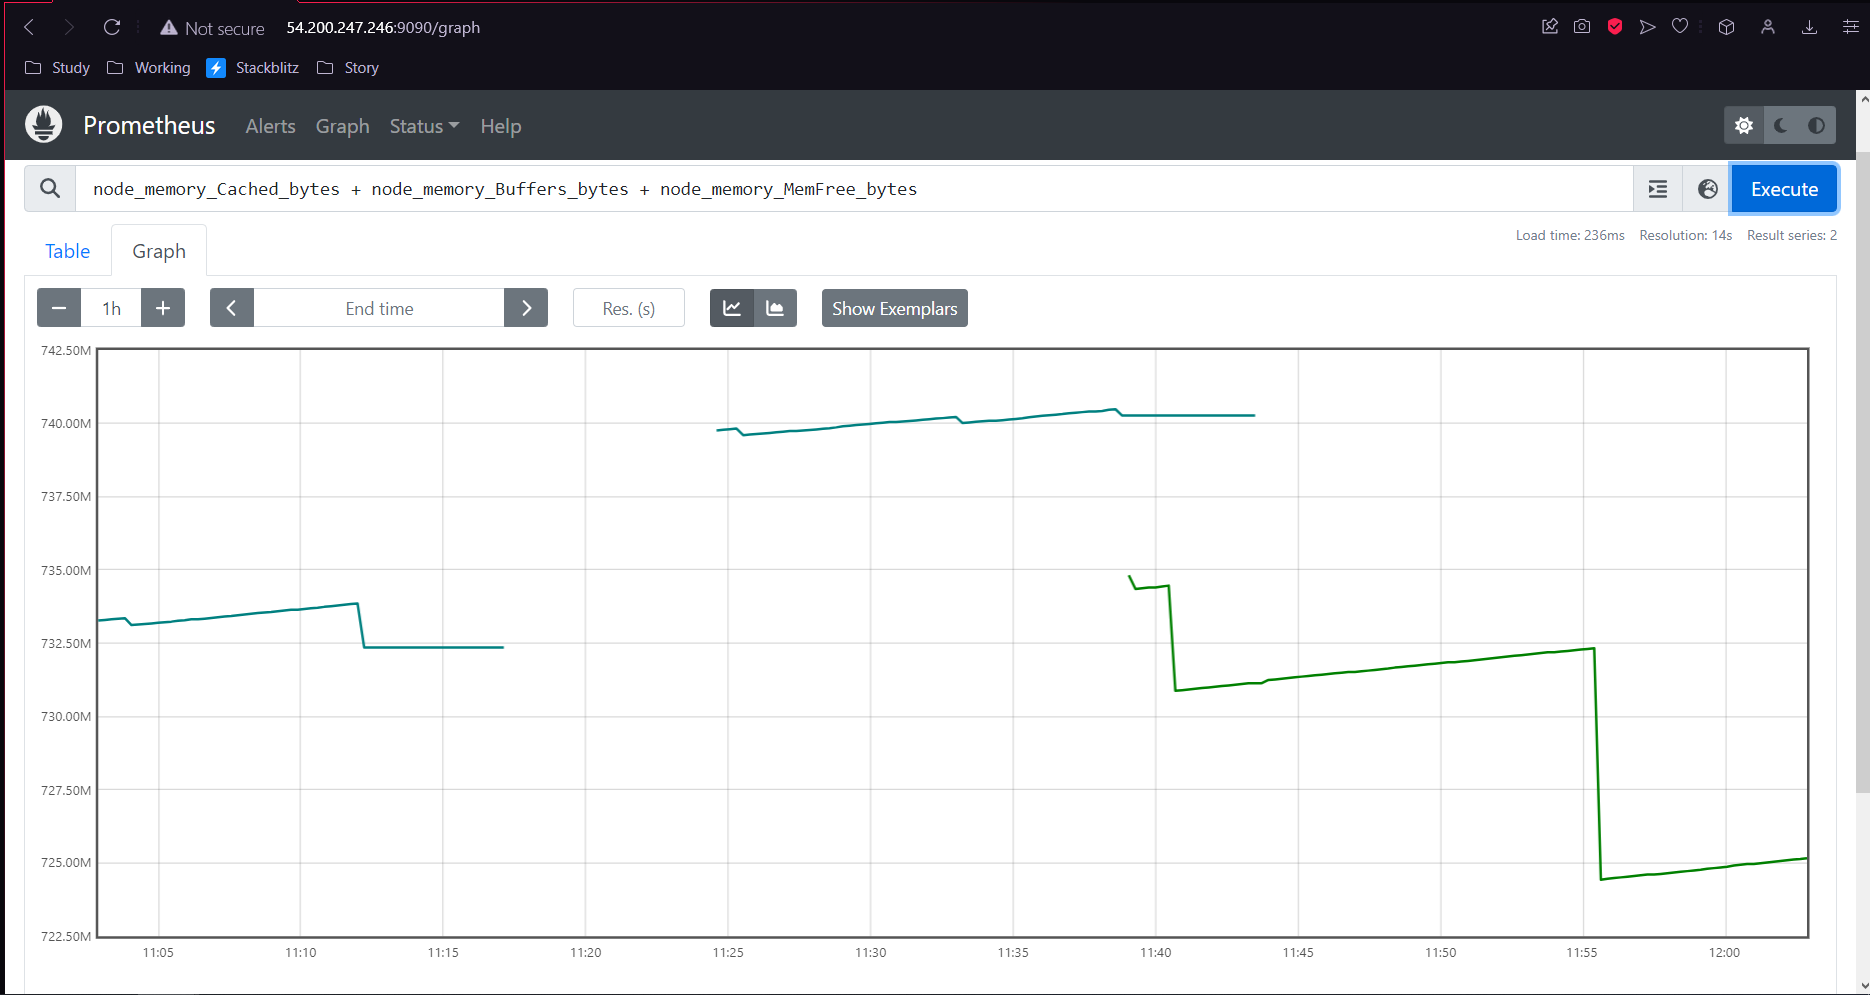 Not secure 54.200.247.246:9090/graph
Study Working Stackblitz Story
Prometheus Alerts Graph Status Help
node_memory_Cached_bytes + node_memory_Buffers_bytes + node_memory_MemFree_bytes
Execute
Load time: 236ms Resolution: 14s Result series: 2
Table Graph
1h End time Res. (s) Show Exemplars
742.50M
740.00M
737.50M
735.00M
732.50M
730.00M
727.50M
725.00M
722.50M
11:05 11:10 11:15 11:20 11:25 11:30 11:35 11:40 11:45 11:50 11:55 12:00